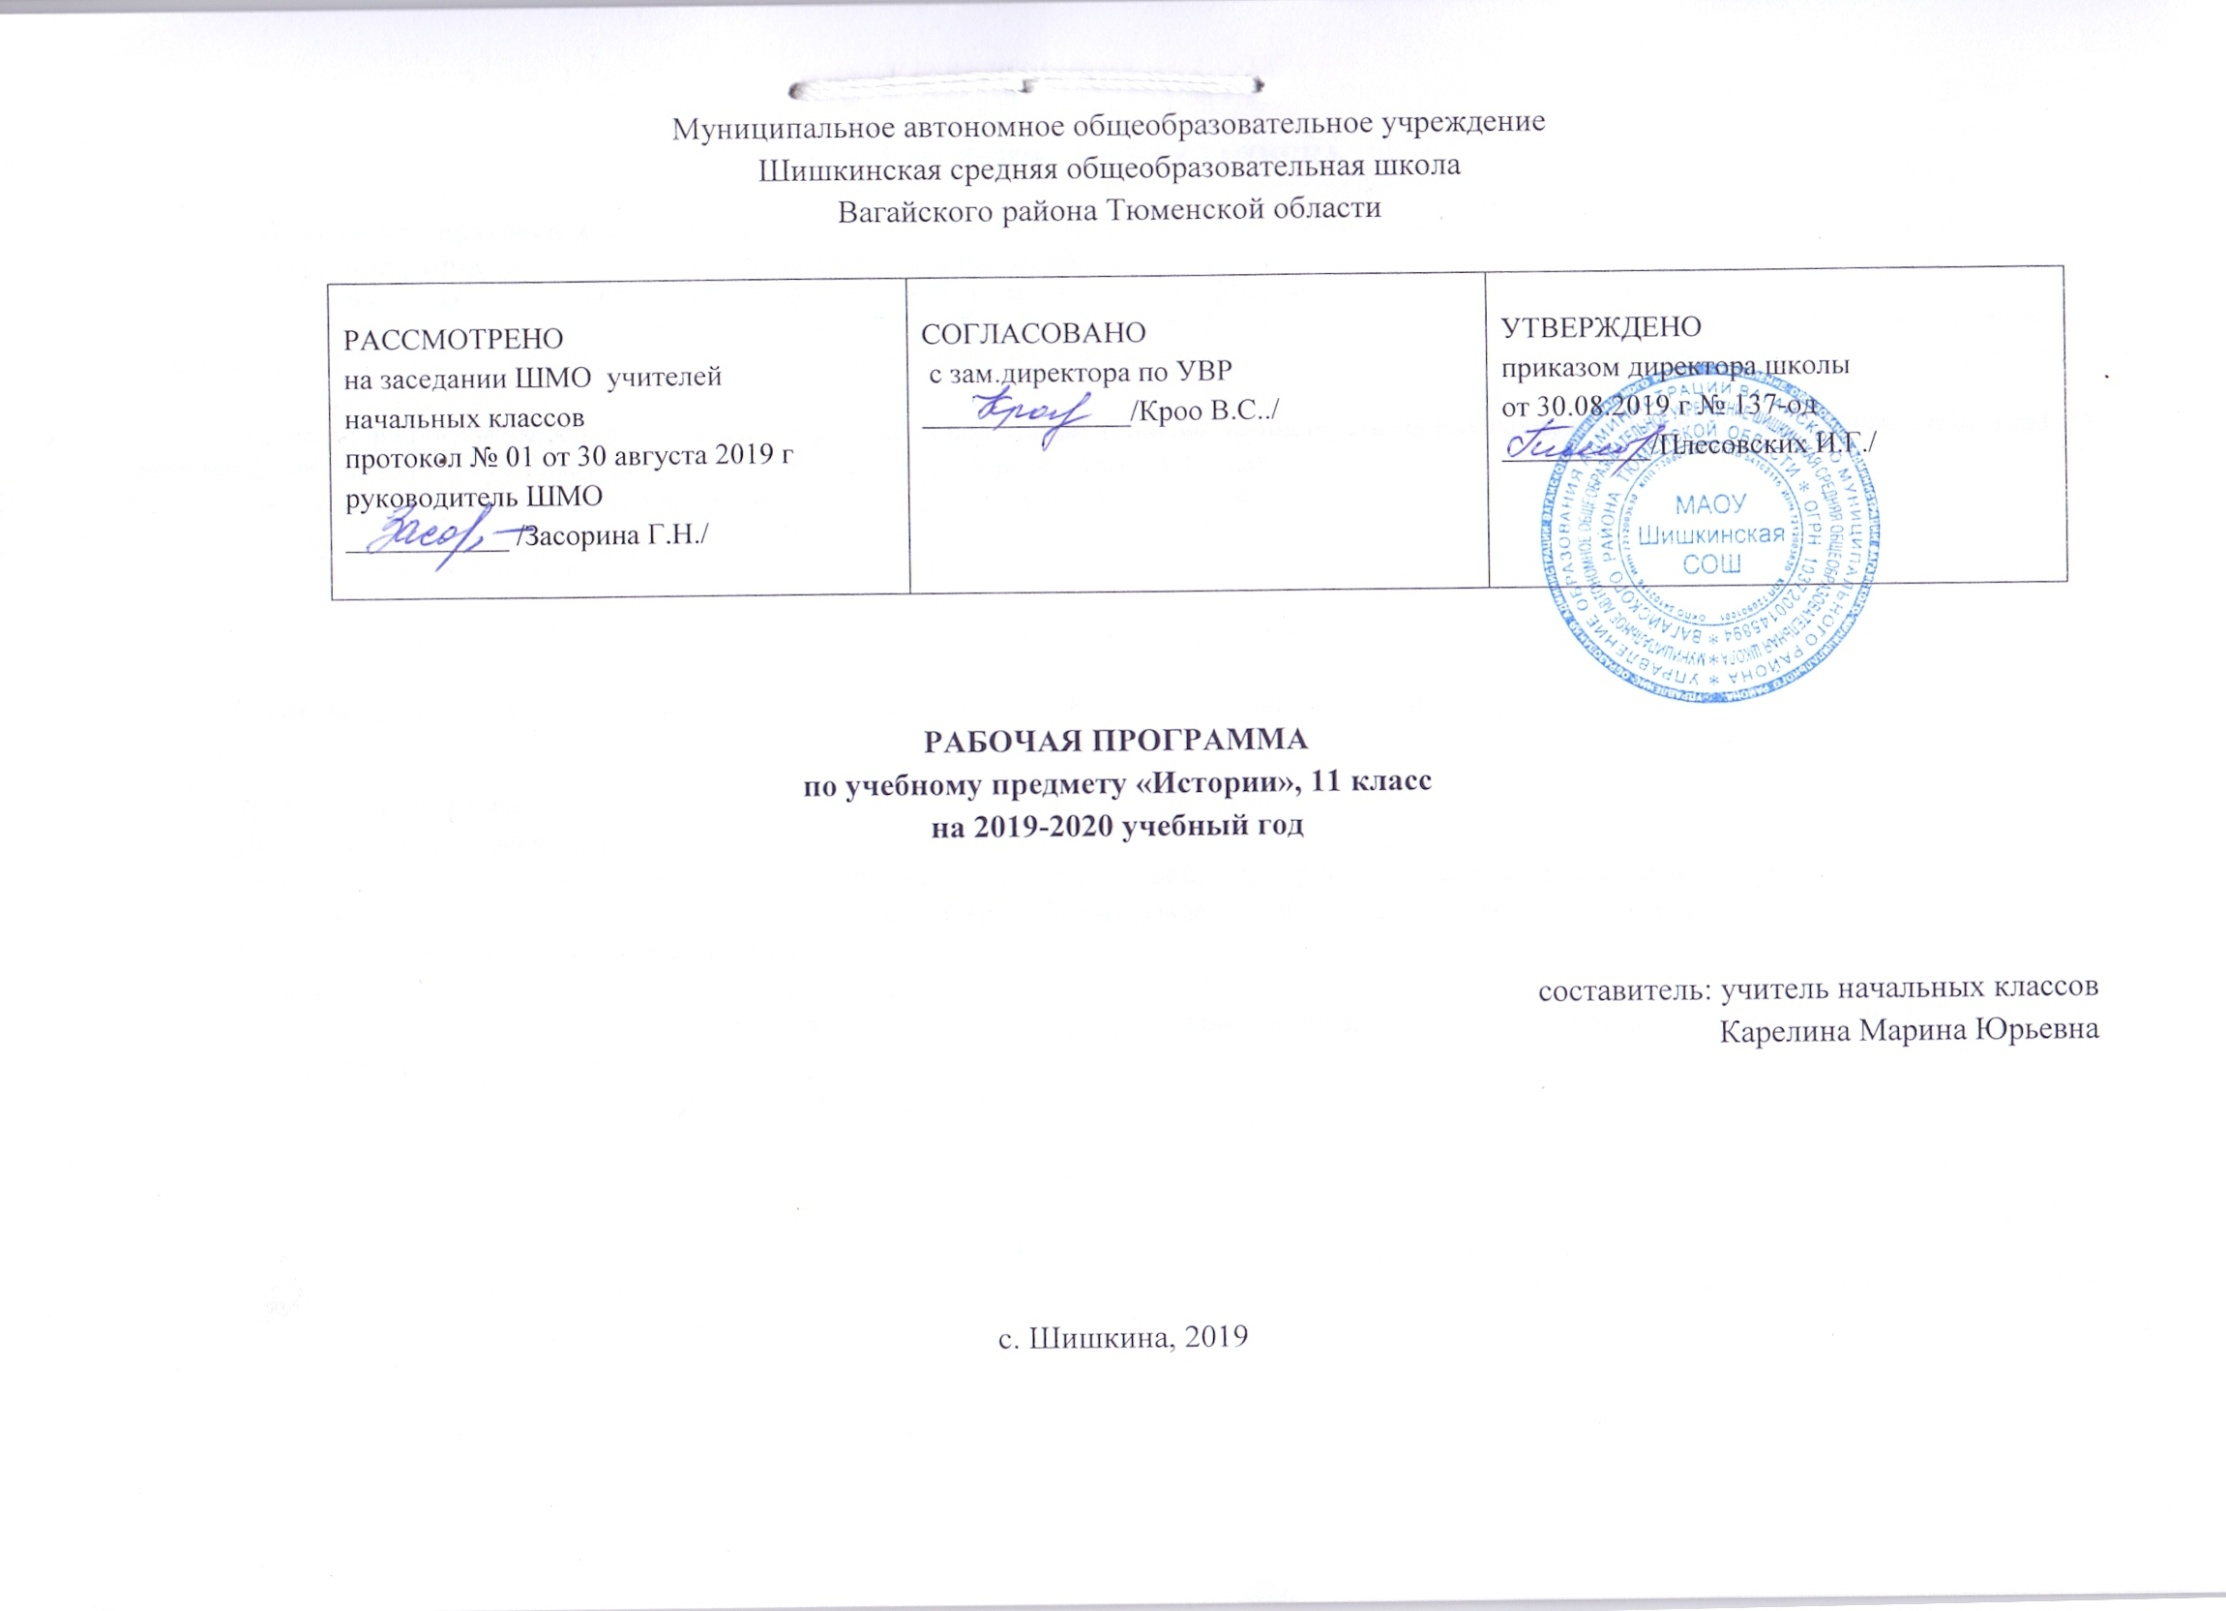 Муниципальное автономное общеобразовательное учреждение
Шишкинская средняя общеобразовательная школа
Вагайского района Тюменской области
РАССМОТРЕНО
на заседании ШМО учителей
начальных классов
протокол № 01 от 30 августа 2019 г
руководитель ШМО
Засор /Засорина Г.Н./
СОГЛАСОВАНО
с зам.директора по УВР
/Кроо В.С../
УТВЕРЖДЕНО
приказом директора школы
от 30.08.2019 г № 137-од
/Плесовских И.Г./
МАОУ
Шишкинская
СОШ
РАБОЧАЯ ПРОГРАММА
по учебному предмету «Истории», 11 класс
на 2019-2020 учебный год
составитель: учитель начальных классов
Карелина Марина Юрьевна
с. Шишкина, 2019